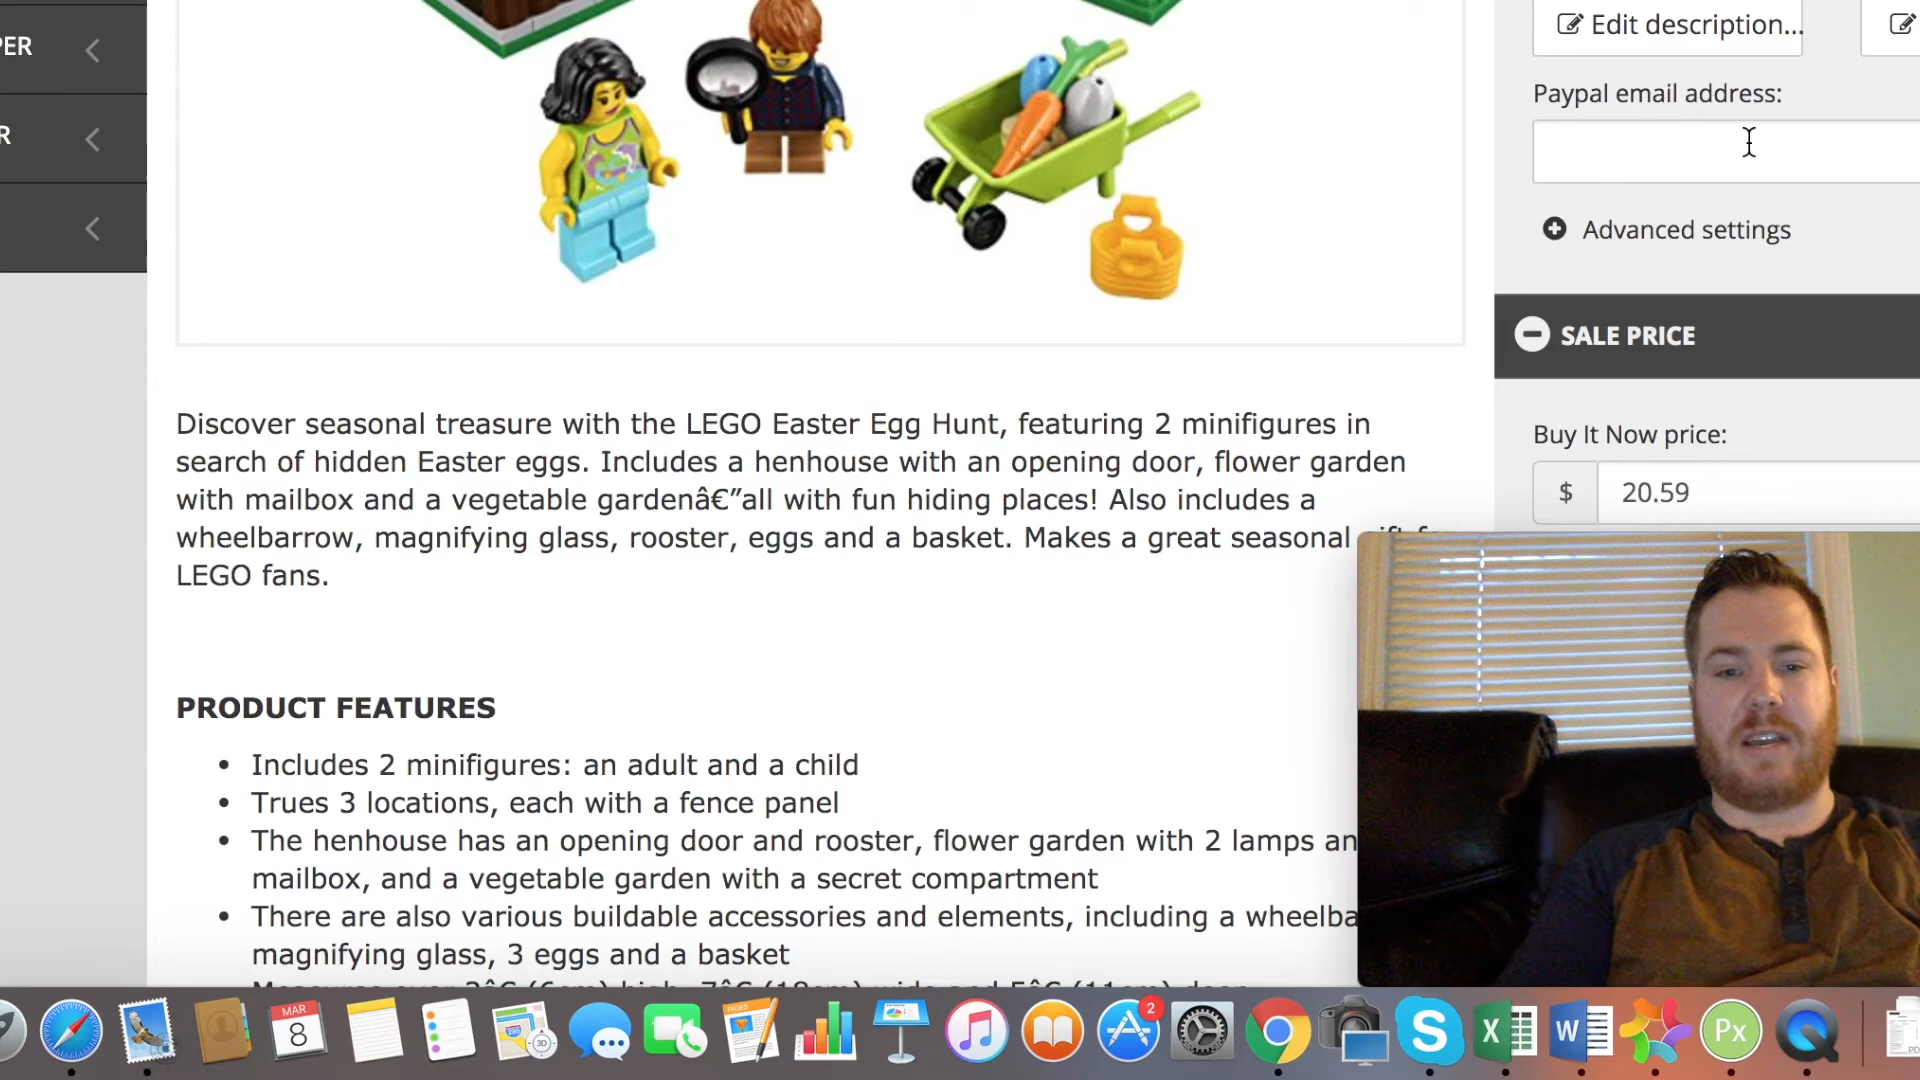 PER
R
Edit description...
Paypal email address:
Advanced settings
SALE PRICE
Buy It Now price:
$ 20.59
Discover seasonal treasure with the LEGO Easter Egg Hunt, featuring 2 minifigures in
search of hidden Easter eggs. Includes a henhouse with an opening door, flower garden
with mailbox and a vegetable gardenâ€”all with fun hiding places! Also includes a
wheelbarrow, magnifying glass, rooster, eggs and a basket. Makes a great seasonal
LEGO fans.
PRODUCT FEATURES
• Includes 2 minifigures: an adult and a child
• Trues 3 locations, each with a fence panel
• The henhouse has an opening door and rooster, flower garden with 2 lamps an
mailbox, and a vegetable garden with a secret compartment
• There are also various buildable accessories and elements, including a wheelba
magnifying glass, 3 eggs and a basket
MAR
8
3D
PAGES
2
X
W
Px